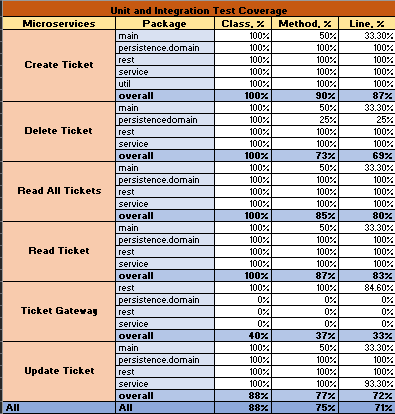 Unit and Integration Test Coverage
Microservices Package Class, % Method, % Line, %
Create Ticket
main 100% 50% 33.30%
persistence.domain 100% 100% 100%
rest 100% 100% 100%
service 100% 100% 100%
util 100% 100% 100%
overall 100% 90% 87%
Delete Ticket
main 100% 50% 33.30%
persistencedomain 100% 25% 25%
rest 100% 100% 100%
service 100% 100% 100%
overall 100% 73% 69%
Read All Tickets
main 100% 50% 33.30%
persistence.domain 100% 100% 100%
rest 100% 100% 100%
service 100% 100% 100%
overall 100% 85% 80%
Read Ticket
main 100% 50% 33.30%
persistence.domain 100% 100% 100%
rest 100% 100% 100%
service 100% 100% 100%
overall 100% 87% 83%
Ticket Gateway
rest 100% 100% 84.60%
persistence.domain 0% 0% 0%
rest 0% 0% 0%
service 0% 0% 0%
overall 40% 37% 33%
Update Ticket
main 100% 50% 33.30%
persistence.domain 100% 100% 100%
rest 100% 100% 100%
service 100% 100% 93.30%
overall 88% 77% 72%
All All 88% 75% 71%